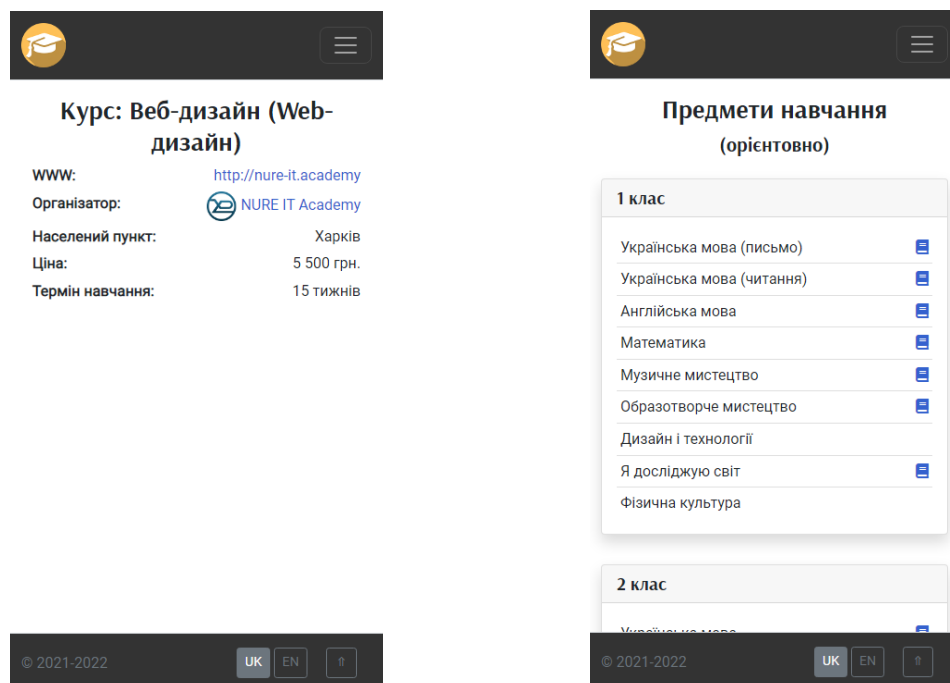 Курс: Веб-дизайн (Web-
дизайн)
WWW: http://nure-it.academy
Організатор: NURE IT Academy
Населений пункт: Харків
Ціна: 5 500 грн.
Термін навчання: 15 тижнів
© 2021-2022 UK EN ⇑
Предмети навчання
(орієнтовно)
1 клас
Українська мова (письмо)
Українська мова (читання)
Англійська мова
Математика
Музичне мистецтво
Образотворче мистецтво
Дизайн і технології
Я досліджую світ
Фізична культура
2 клас
Українська мова
© 2021-2022 UK EN ⇑